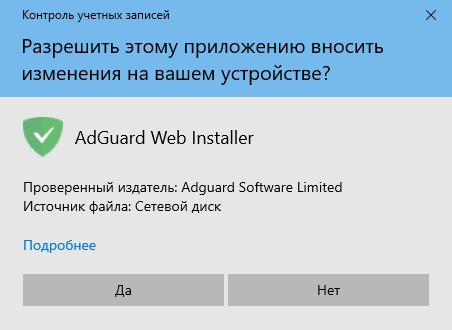 Контроль учетных записей
Разрешить этому приложению вносить
изменения на вашем устройстве?
AdGuard Web Installer
Проверенный издатель: Adguard Software Limited
Источник файла: Сетевой диск
Подробнее
Да
Нет